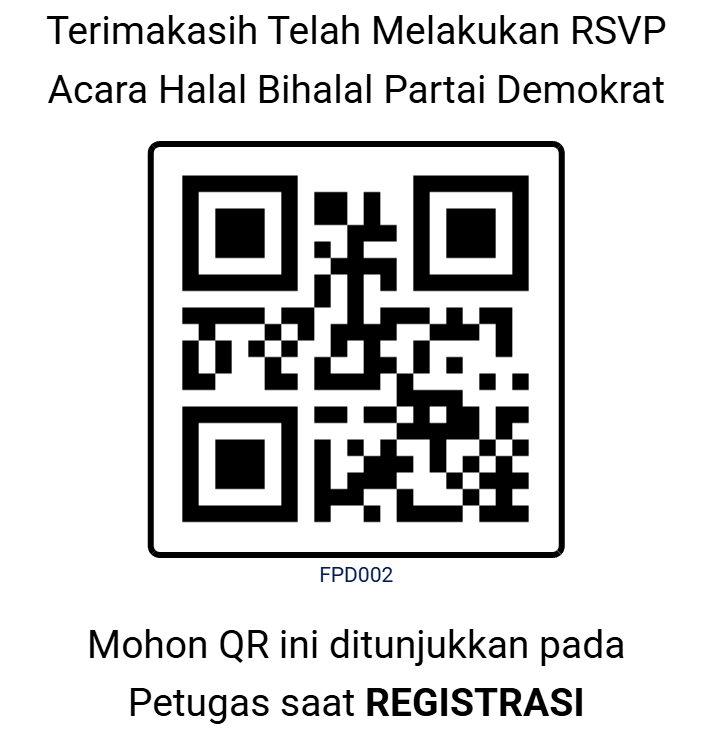 Terimakasih Telah Melakukan RSVP
Acara Halal Bihalal Partai Demokrat
FPD002
Mohon QR ini ditunjukkan pada
Petugas saat REGISTRASI